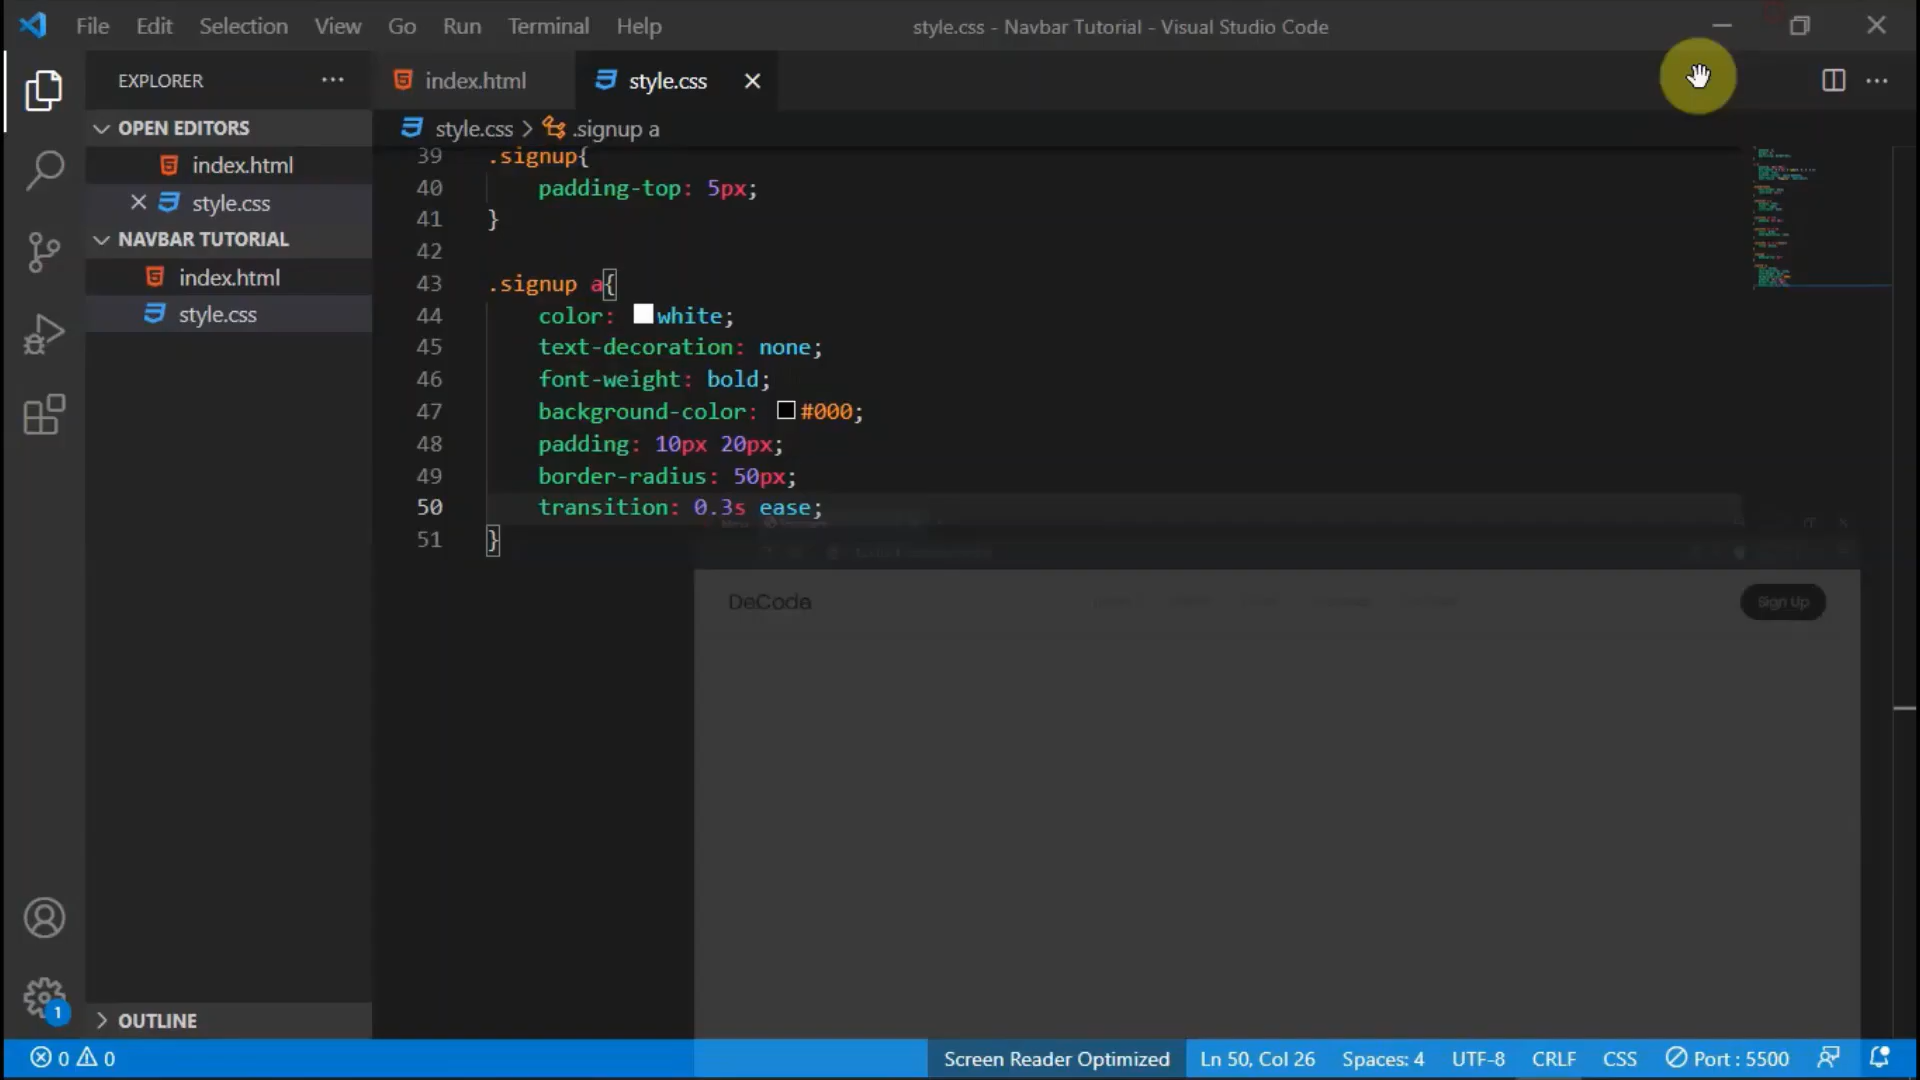 File Edit Selection View Go Run Terminal Help
style.css - Navbar Tutorial - Visual Studio Code
EXPLORER
index.html
style.css
OPEN EDITORS
index.html
style.css
NAVBAR TUTORIAL
index.html
style.css
style.css > .signup a
39 .signup{
40 padding-top: 5px;
41 }
42
43 .signup a{
44 color: white;
45 text-decoration: none;
46 font-weight: bold;
47 background-color: #000;
48 padding: 10px 20px;
49 border-radius: 50px;
50 transition: 0.3s ease;
51 }
DeCode
Sign Up
1
OUTLINE
0 0
Screen Reader Optimized
Ln 50, Col 26
Spaces: 4
UTF-8
CRLF
CSS
Port : 5500